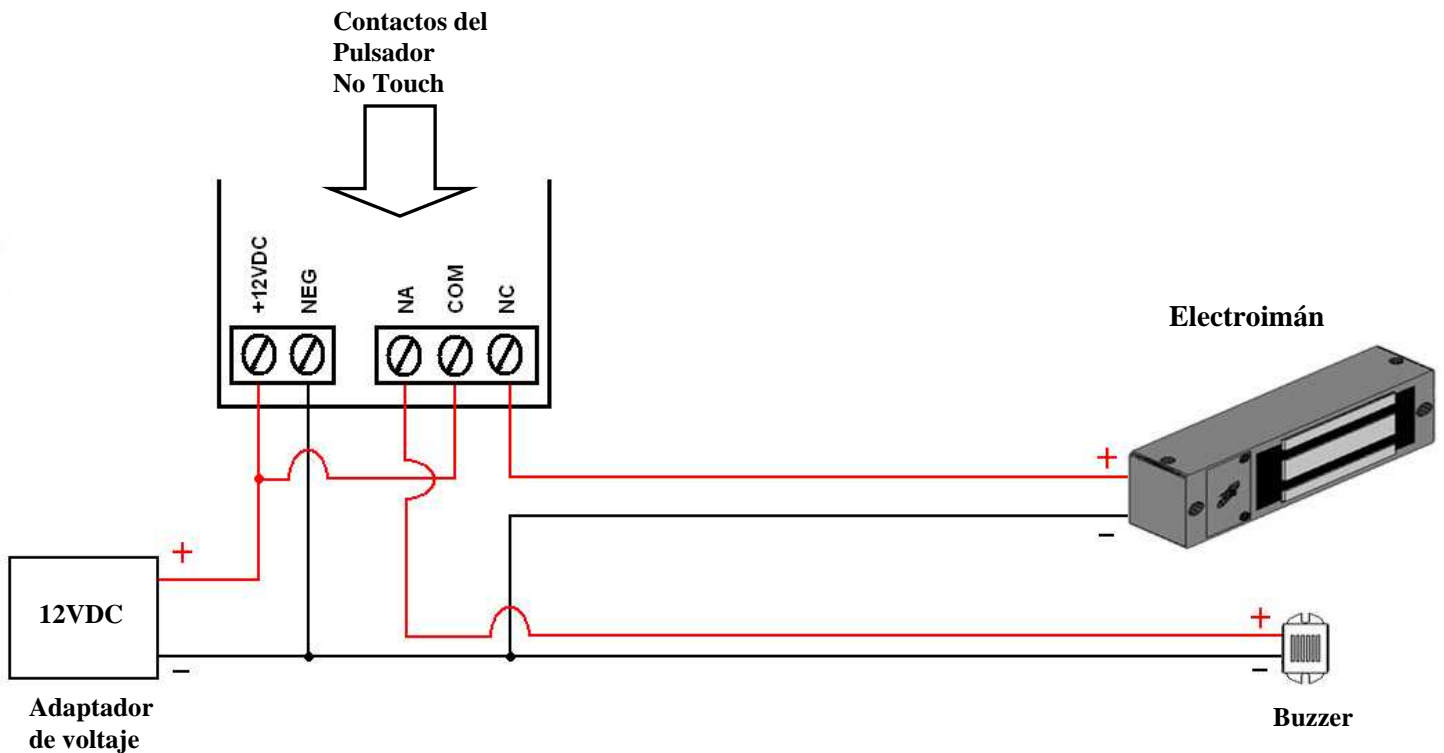 Contactos del
Pulsador
No Touch
+12VDC
NEG
NA
COM
NC
Electroimán
+
−
+
12VDC
−
+
−
Adaptador
de voltaje
Buzzer